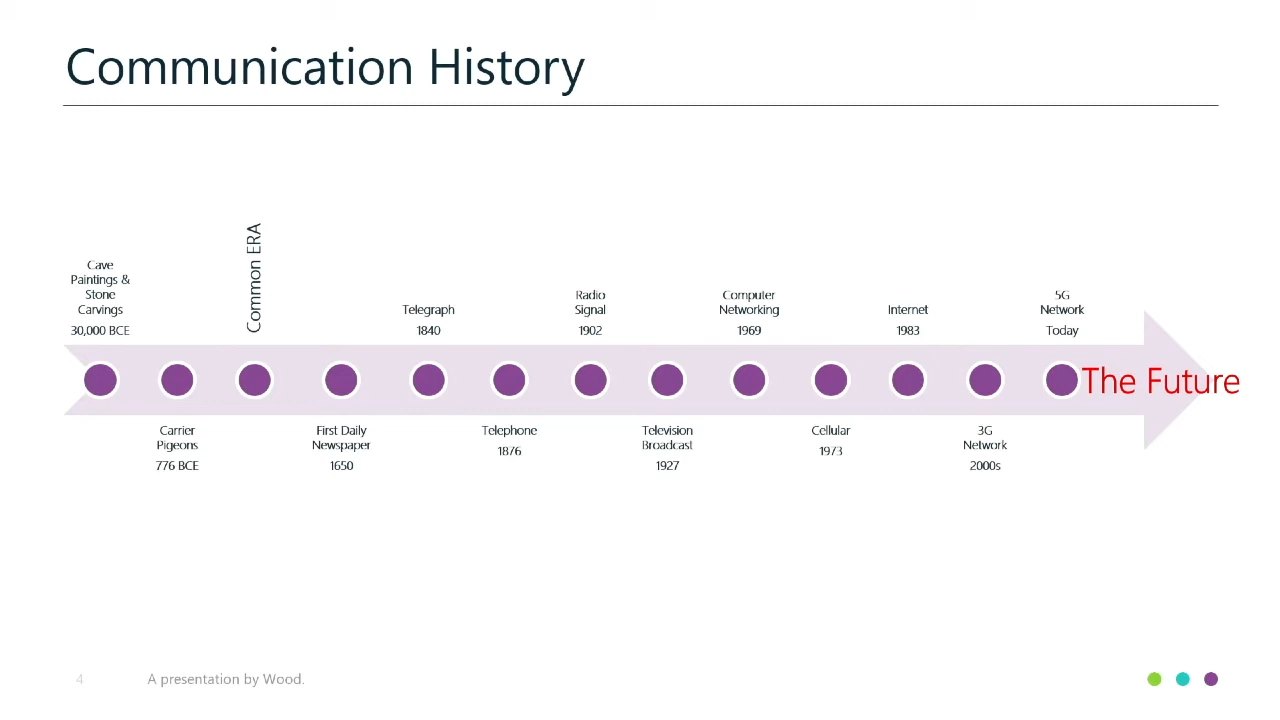 Communication History
Cave
Paintings &
Stone
Carvings
30,000 BCE
Carrier
Pigeons
776 BCE
Common ERA
First Daily
Newspaper
1650
Telegraph
1840
Telephone
1876
Radio
Signal
1902
Television
Broadcast
1927
Computer
Networking
1969
Cellular
1973
Internet
1983
3G
Network
2000s
5G
Network
Today
The Future
4
A presentation by Wood.